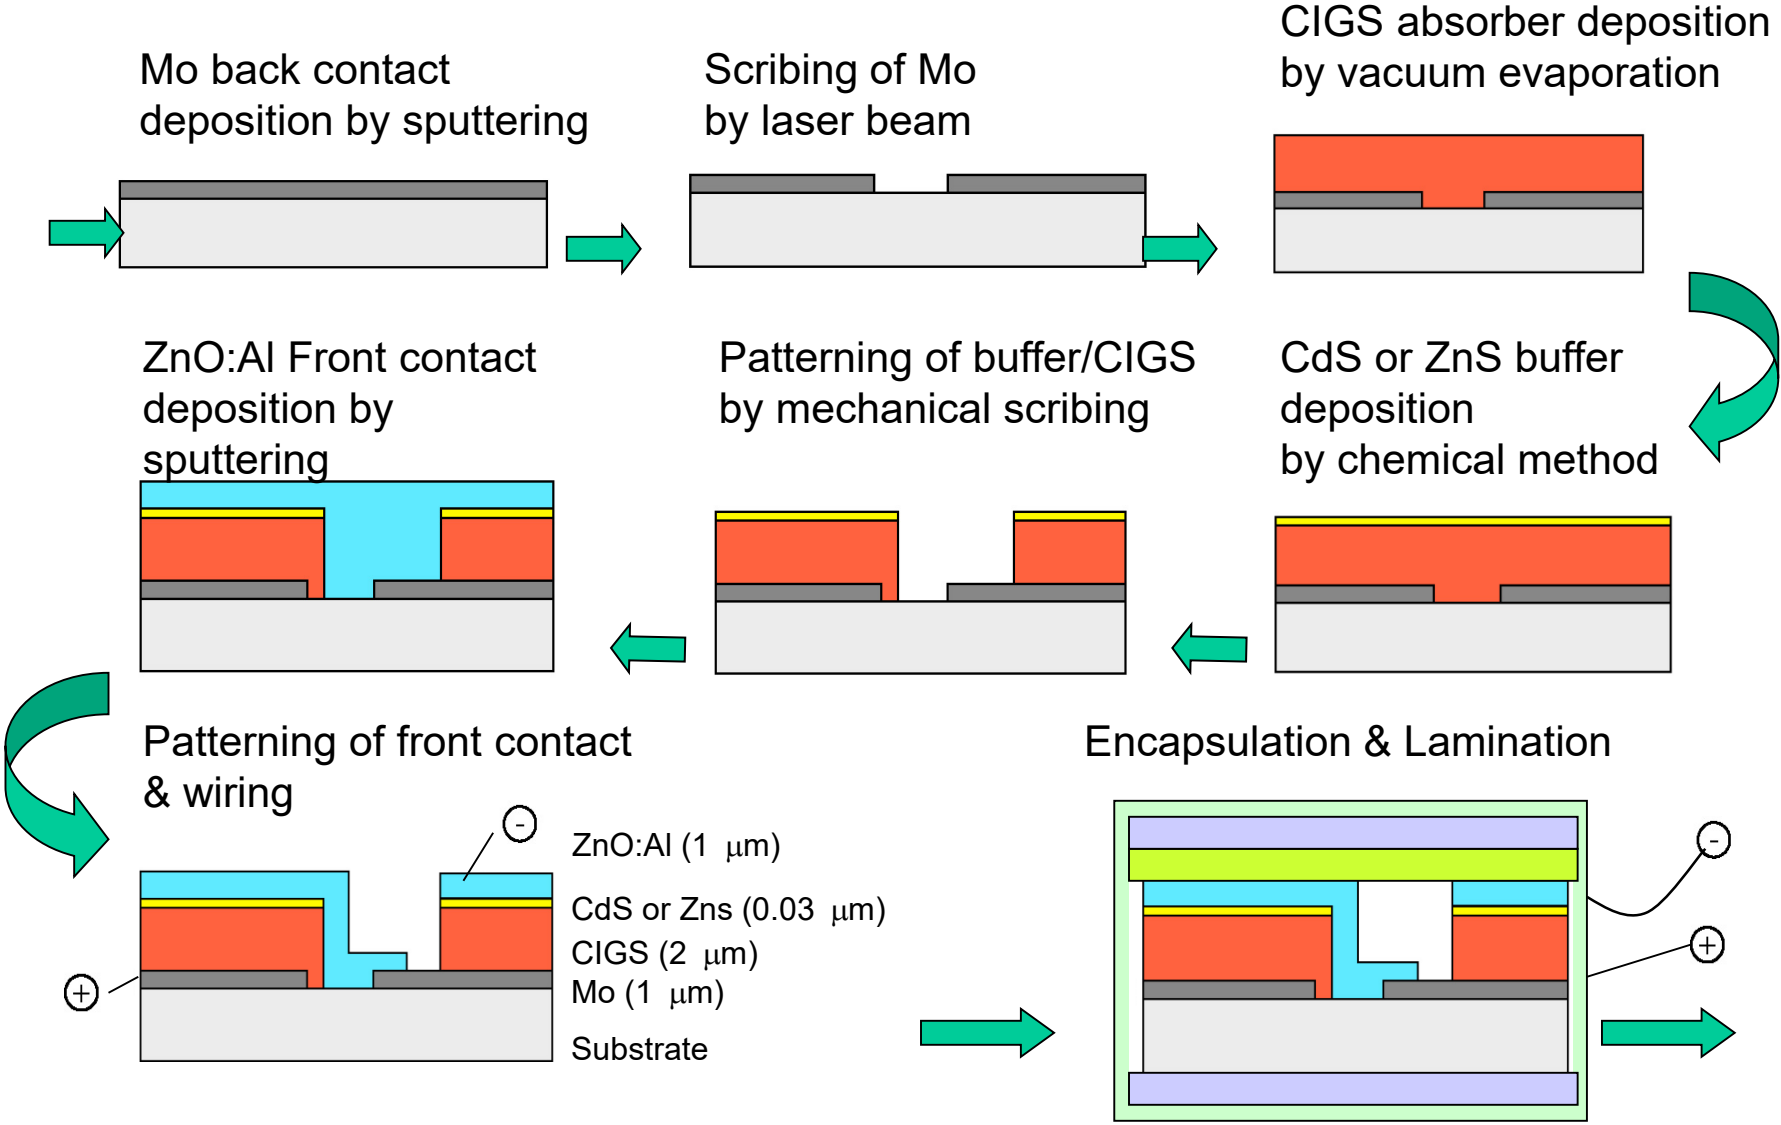 Mo back contact
deposition by sputtering
Scribing of Mo
by laser beam
CIGS absorber deposition
by vacuum evaporation
ZnO:Al Front contact
deposition by
sputtering
Patterning of buffer/CIGS
by mechanical scribing
CdS or ZnS buffer
deposition
by chemical method
Patterning of front contact
& wiring
-
ZnO:Al (1 μm)
CdS or Zns (0.03 μm)
CIGS (2 μm)
+
Mo (1 μm)
Substrate
Encapsulation & Lamination
-
+